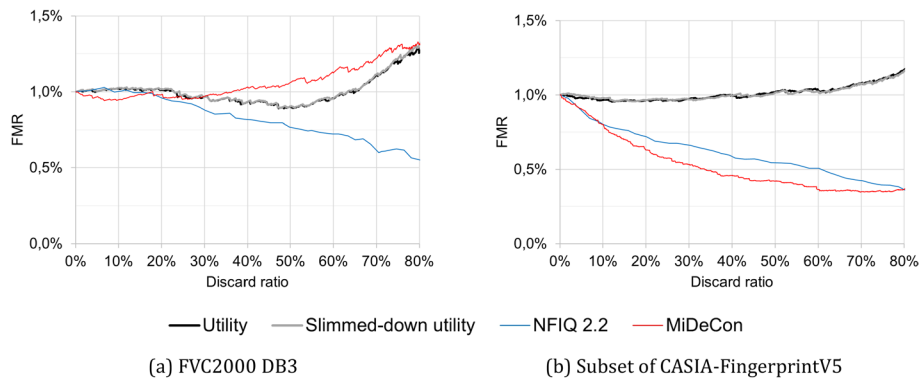 1,5%
1,0%
0,5%
0,0%
FMR
0% 10% 20% 30% 40% 50% 60% 70% 80%
Discard ratio
1,5%
1,0%
0,5%
0,0%
FMR
0% 10% 20% 30% 40% 50% 60% 70% 80%
Discard ratio
Utility Slimmed-down utility NFIQ 2.2 MiDeCon
(a) FVC2000 DB3
(b) Subset of CASIA-FingerprintV5